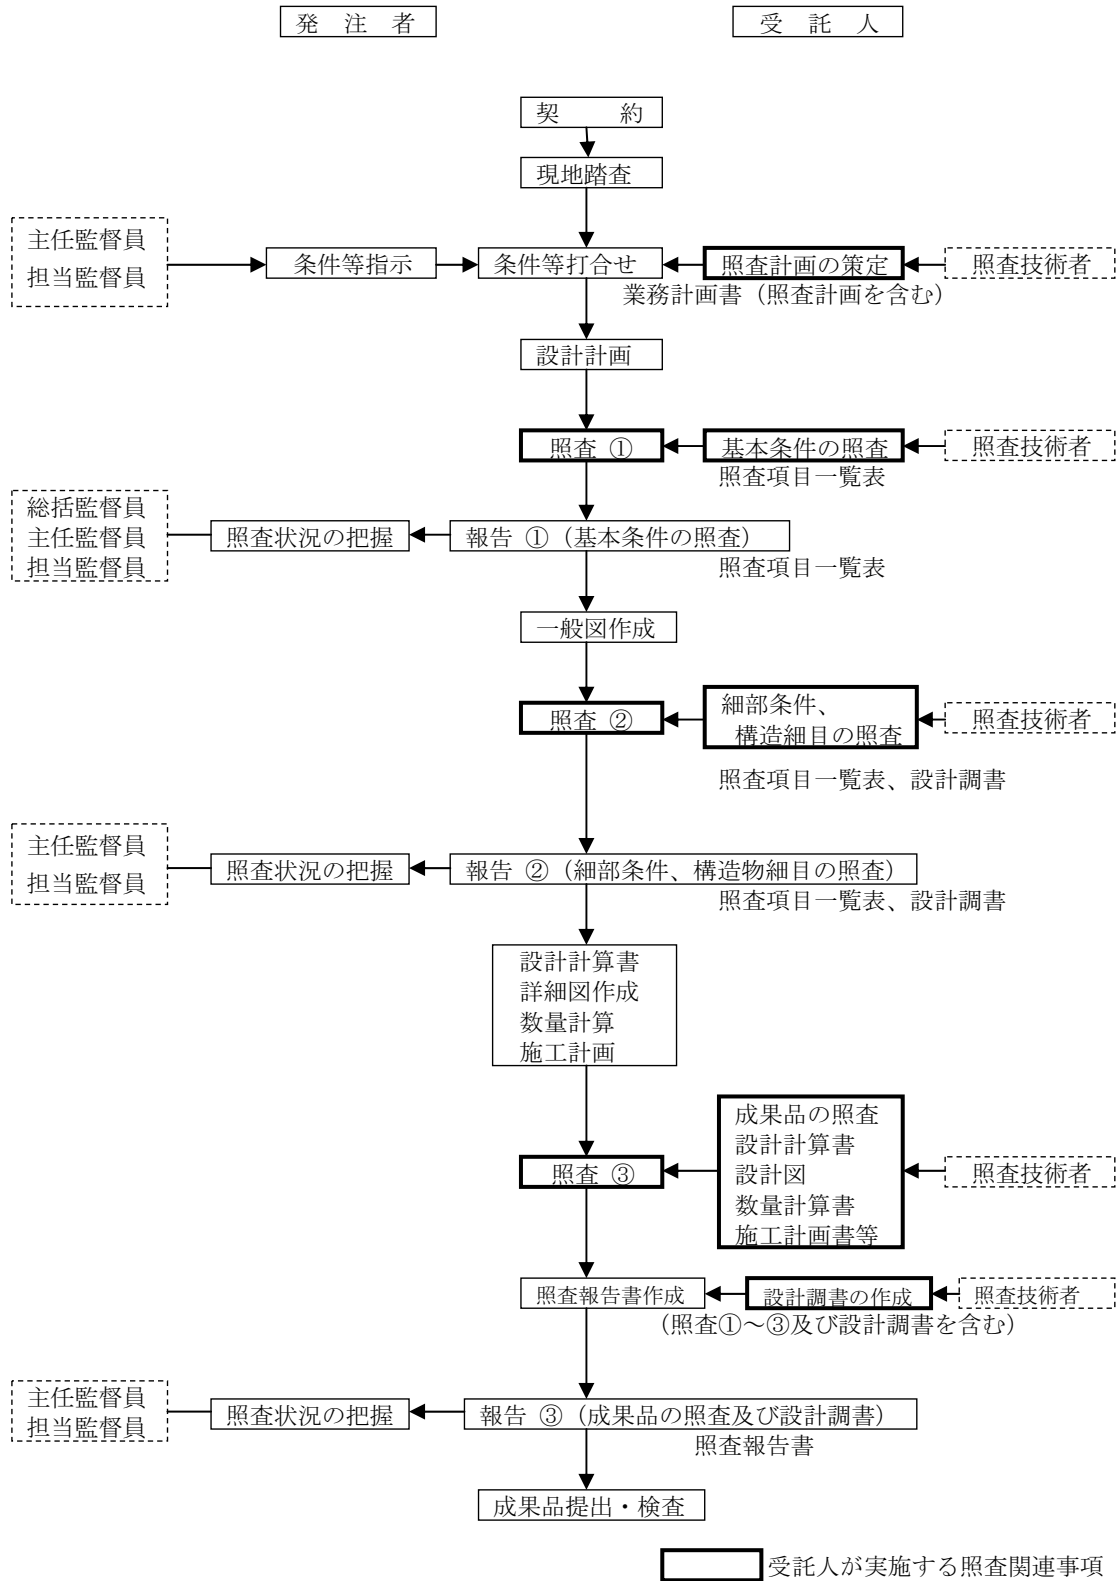 発 注 者
受 託 人
契 約
現地踏査
主任監督員
担当監督員
条件等指示
条件等打合せ
照査計画の策定
照査技術者
業務計画書（照査計画を含む）
設計計画
照査 ①
基本条件の照査
照査技術者
照査項目一覧表
総括監督員
主任監督員
担当監督員
照査状況の把握
報告 ①（基本条件の照査）
照査項目一覧表
一般図作成
照査 ②
細部条件、
構造細目の照査
照査技術者
照査項目一覧表、設計調書
主任監督員
担当監督員
照査状況の把握
報告 ②（細部条件、構造物細目の照査）
照査項目一覧表、設計調書
設計計算書
詳細図作成
数量計算
施工計画
照査 ③
成果品の照査
設計計算書
設計図
数量計算書
施工計画書等
照査技術者
照査報告書作成
設計調書の作成
照査技術者
（照査①～③及び設計調書を含む）
主任監督員
担当監督員
照査状況の把握
報告 ③（成果品の照査及び設計調書）
照査報告書
成果品提出・検査
受託人が実施する照査関連事項